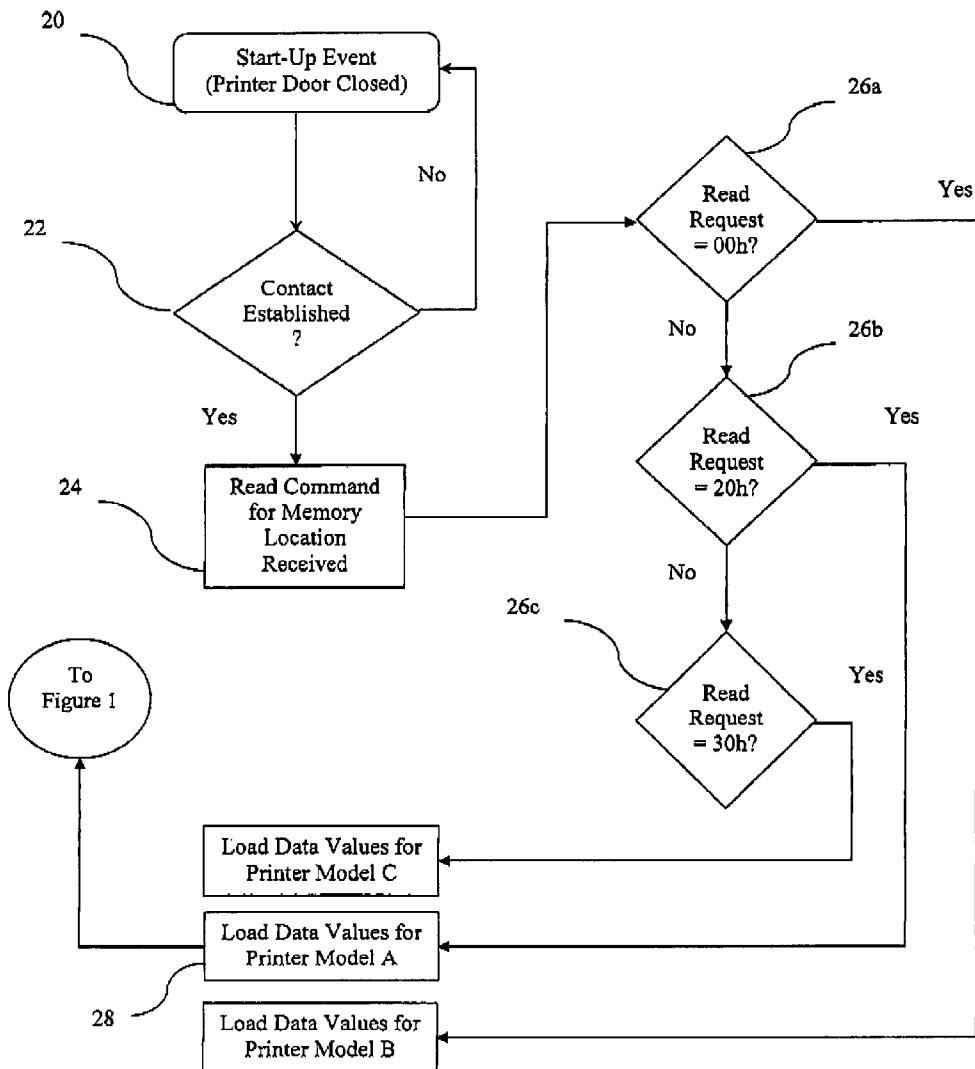 20
Start-Up Event
(Printer Door Closed)
No
22
Contact
Established
?
Yes
24
Read Command
for Memory
Location
Received
26a
Read
Request
= 00h?
Yes
No
26b
Read
Request
= 20h?
Yes
No
26c
Read
Request
= 30h?
Yes
To
Figure 1
Load Data Values for
Printer Model C
Load Data Values for
Printer Model A
28
Load Data Values for
Printer Model B